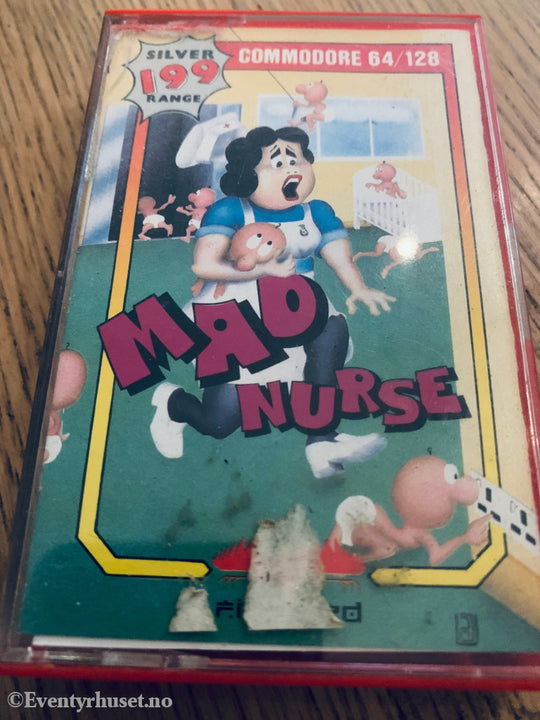 SILVER
199
RANGE
COMMODORE 64/128
MAD
NURSE
©Eventyrhuset.no